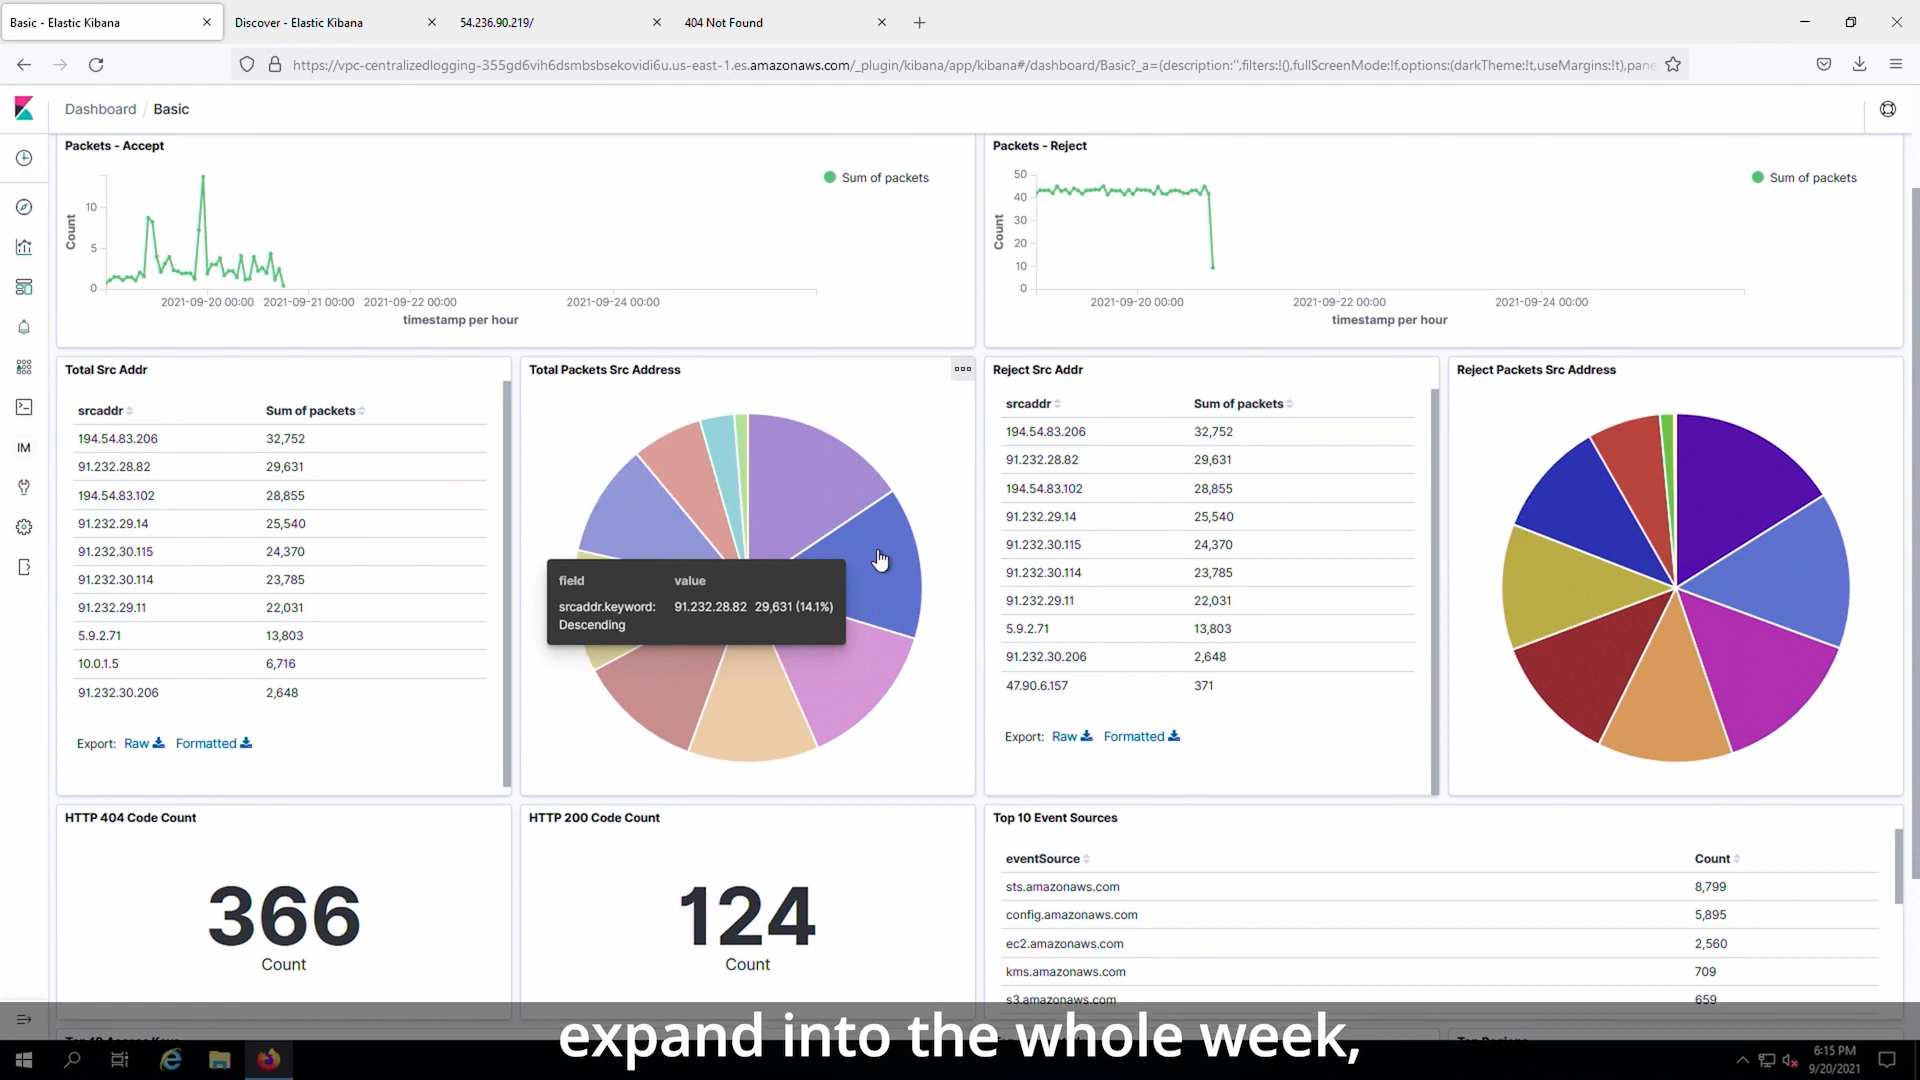 Basic - Elastic Kibana
Discover - Elastic Kibana
54.236.90.219/
404 Not Found
https://vpc-centralizedlogging-355gd6vih6dsmbsbsekovidi6u.us-east-1.es.amazonaws.com/_plugin/kibana/app/kibana#/dashboard/Basic?_a=(description:'',filters:!(),fullScreenMode:!f,options:(darkTheme:!t,useMargins:!t),pane
Dashboard / Basic
Packets - Accept
Sum of packets
Count
10
5
0
2021-09-20 00:00
2021-09-21 00:00
2021-09-22 00:00
2021-09-24 00:00
timestamp per hour
Packets - Reject
Sum of packets
Count
50
40
30
20
10
0
2021-09-20 00:00
2021-09-22 00:00
2021-09-24 00:00
timestamp per hour
IM
Total Src Addr
srcaddr Sum of packets
194.54.83.206 32,752
91.232.28.82 29,631
194.54.83.102 28,855
91.232.29.14 25,540
91.232.30.115 24,370
91.232.30.114 23,785
91.232.29.11 22,031
5.9.2.71 13,803
10.0.1.5 6,716
91.232.30.206 2,648
Export: Raw Formatted
Total Packets Src Address
field value
srcaddr.keyword: 91.232.28.82 29,631 (14.1%)
Descending
Reject Src Addr
srcaddr Sum of packets
194.54.83.206 32,752
91.232.28.82 29,631
194.54.83.102 28,855
91.232.29.14 25,540
91.232.30.115 24,370
91.232.30.114 23,785
91.232.29.11 22,031
5.9.2.71 13,803
91.232.30.206 2,648
47.90.6.157 371
Export: Raw Formatted
Reject Packets Src Address
HTTP 404 Code Count
366
Count
HTTP 200 Code Count
124
Count
Top 10 Event Sources
eventSource Count
sts.amazonaws.com 8,799
config.amazonaws.com 5,895
ec2.amazonaws.com 2,560
kms.amazonaws.com 709
s3.amazonaws.com 659
expand into the whole week,
6:15 PM
9/20/2021